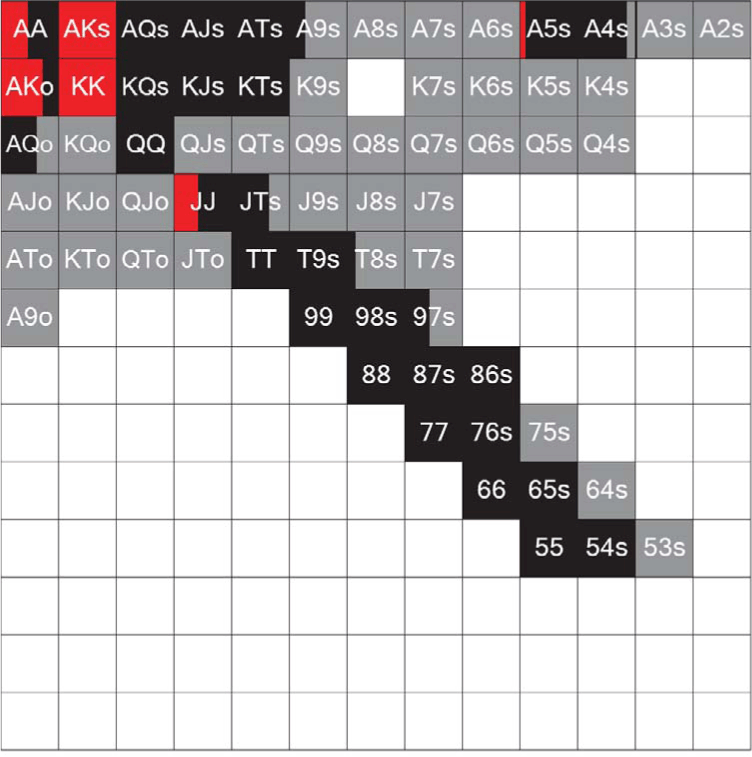 AA AKs AQs AJs ATs A9s A8s A7s A6s A5s A4s A3s A2s
AKo KK KQs KJs KTs K9s K7s K6s K5s K4s
AQo KQo QQ QJs QTs Q9s Q8s Q7s Q6s Q5s Q4s
AJo KJo QJo JJ JTs J9s J8s J7s
ATo KTo QTo JTo TT T9s T8s T7s
A9o 99 98s 97s
88 87s 86s
77 76s 75s
66 65s 64s
55 54s 53s